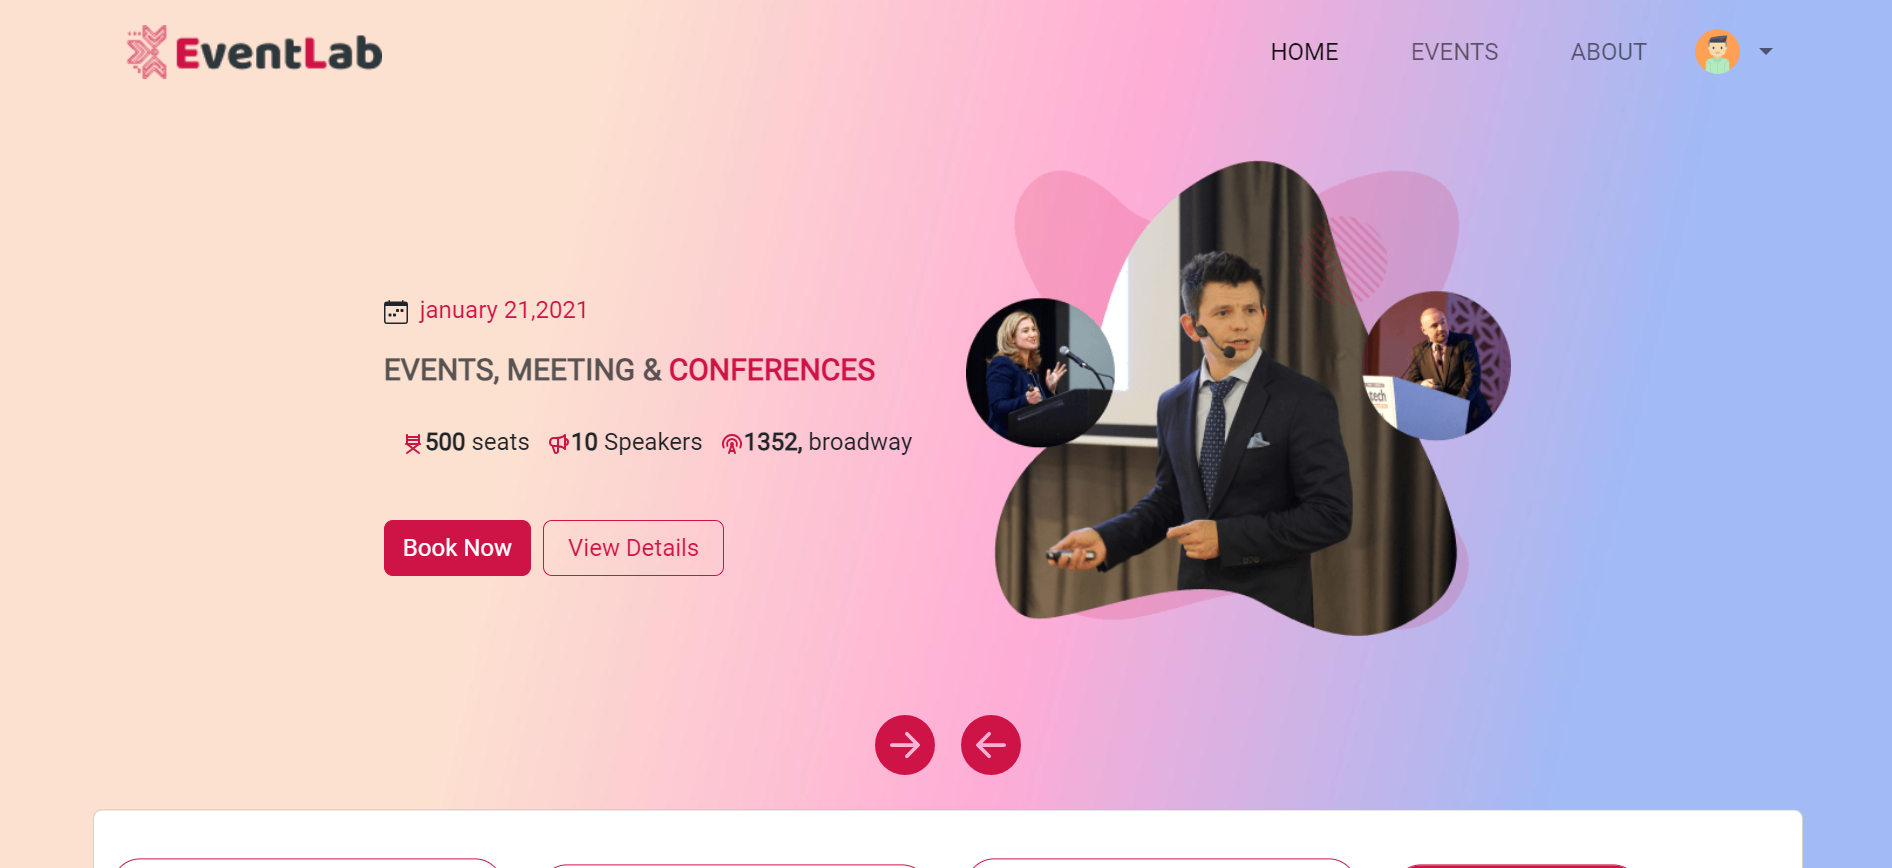 EventLab
HOME EVENTS ABOUT
january 21,2021
EVENTS, MEETING & CONFERENCES
500 seats 10 Speakers 1352, broadway
Book Now View Details
tech